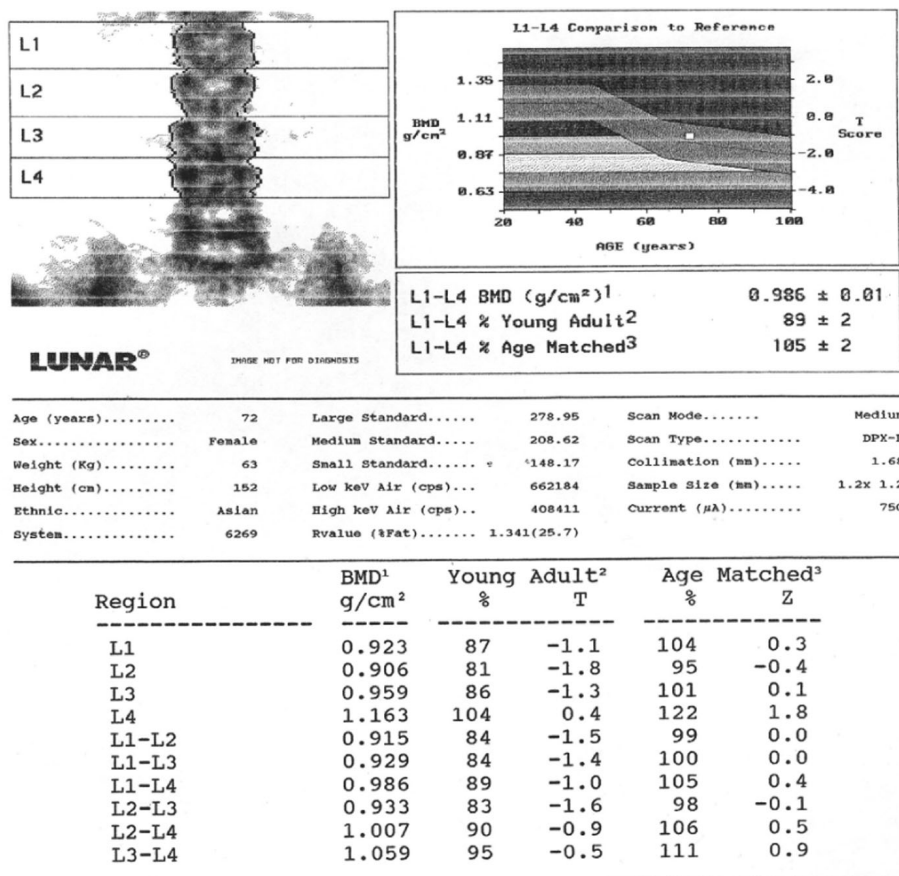 L1
L2
L3
L4
LUNAR®
IMAGE NOT FOR DIAGNOSIS
L1-L4 Comparison to Reference
BMD
g/cm²
1.35
1.11
0.87
0.63
2.0
0.0
-2.0
-4.0
T
Score
20 40 60 80 100
AGE (years)
L1-L4 BMD (g/cm²)1 0.986 ± 0.01
L1-L4 % Young Adult2 89 ± 2
L1-L4 % Age Matched3 105 ± 2
Age (years)......... 72 Large Standard...... 278.95 Scan Mode....... Medium
Sex................. Female Medium Standard..... 208.62 Scan Type............ DPX-
Weight (Kg)......... 63 Small Standard...... 148.17 Collimation (mm)..... 1.68
Height (cm)......... 152 Low keV Air (cps)... 662184 Sample Size (mm)..... 1.2x 1.2
Ethnic.............. Asian High keV Air (cps).. 408411 Current (µA)......... 750
System.............. 6269 Rvalue (%Fat)....... 1.341(25.7)
BMD¹ Young Adult² Age Matched³
Region g/cm² % T % Z
L1 0.923 87 -1.1 104 0.3
L2 0.906 81 -1.8 95 -0.4
L3 0.959 86 -1.3 101 0.1
L4 1.163 104 0.4 122 1.8
L1-L2 0.915 84 -1.5 99 0.0
L1-L3 0.929 84 -1.4 100 0.0
L1-L4 0.986 89 -1.0 105 0.4
L2-L3 0.933 83 -1.6 98 -0.1
L2-L4 1.007 90 -0.9 106 0.5
L3-L4 1.059 95 -0.5 111 0.9